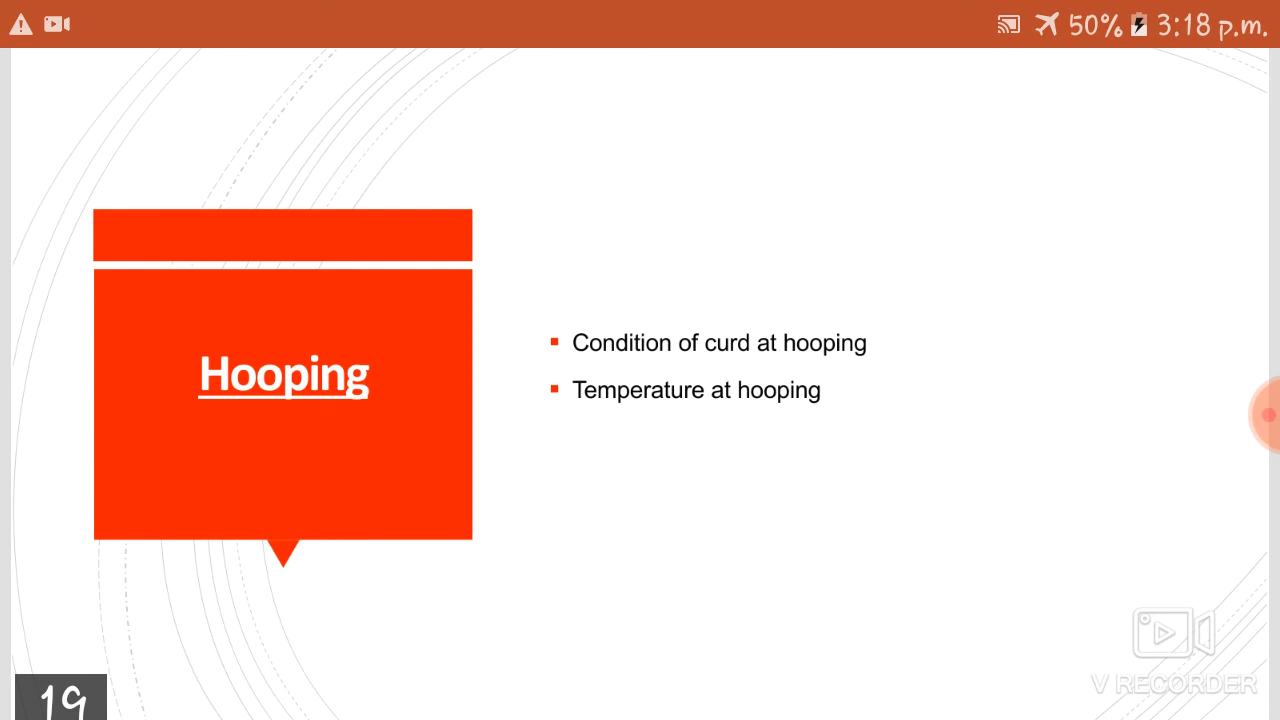 50% 3:18 p.m.
Hooping
Condition of curd at hooping
Temperature at hooping
V RECORDER
19